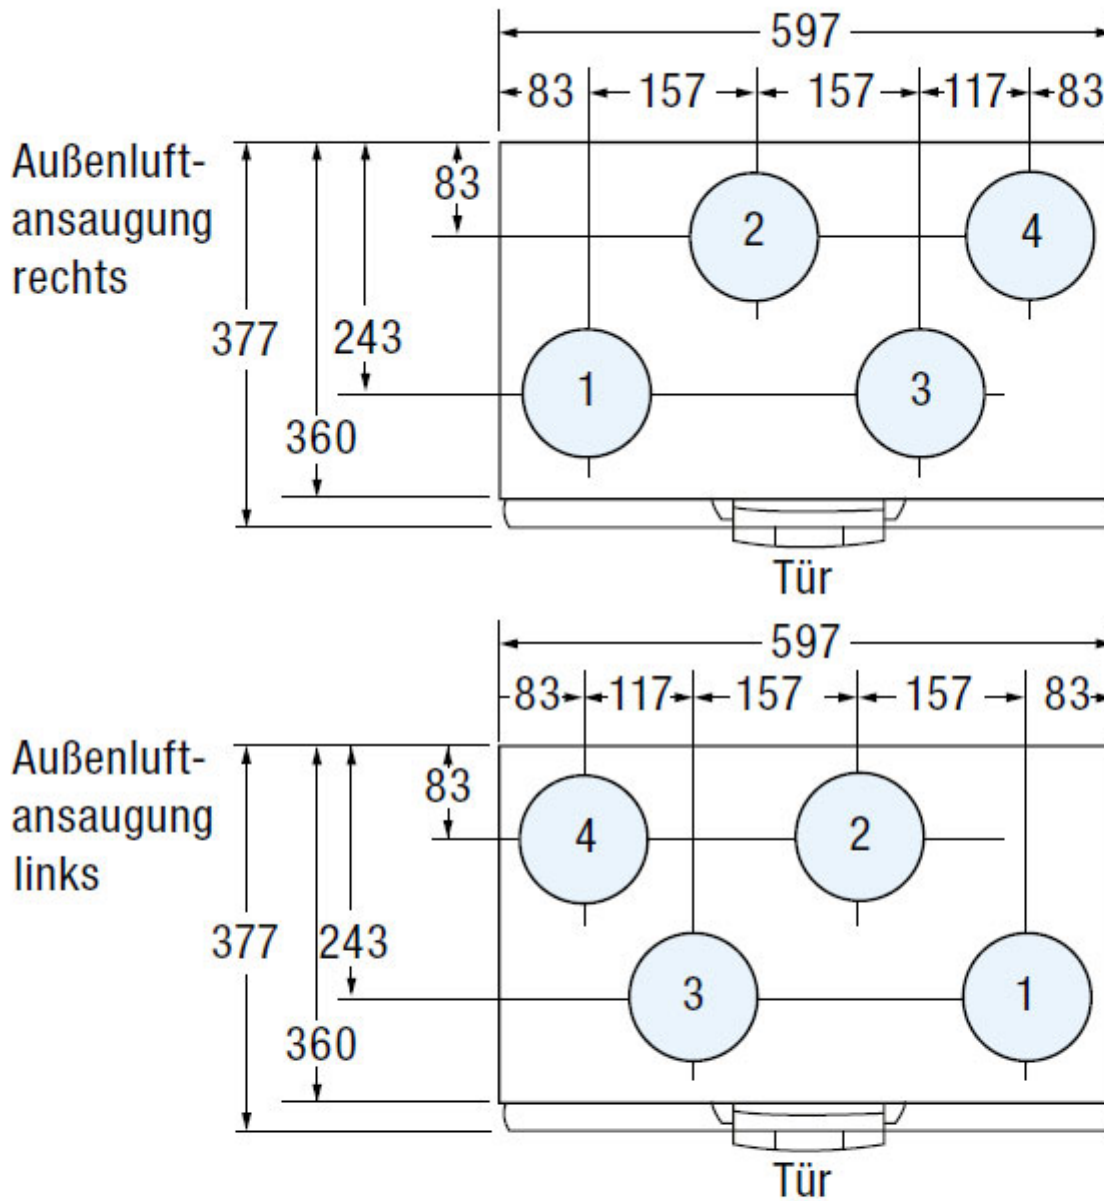 597
83 157 157 117 83
Außenluft-
ansaugung
rechts
83
2 4
377 243
1 3
360
Tür
597
83 117 157 157 83
Außenluft-
ansaugung
links
83
4 2
377 243
3 1
360
Tür